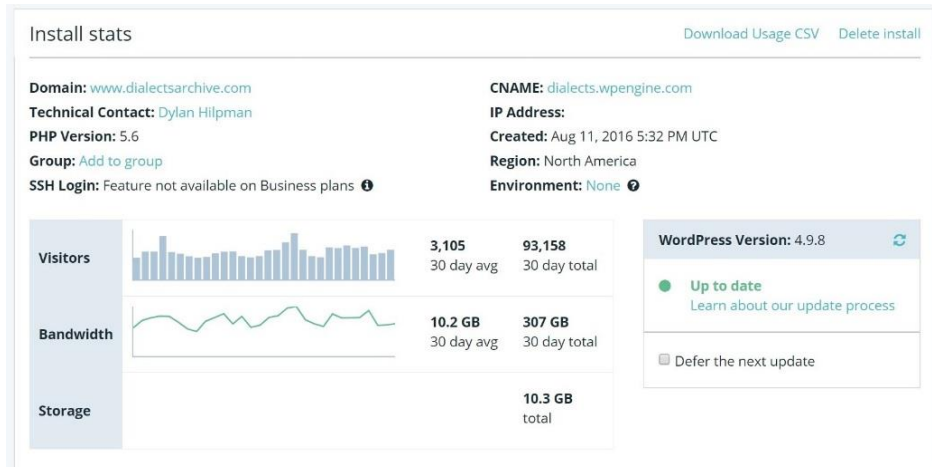 Install stats
Download Usage CSV Delete install
Domain: www.dialectsarchive.com
Technical Contact: Dylan Hilpman
PHP Version: 5.6
Group: Add to group
SSH Login: Feature not available on Business plans
CNAME: dialects.wpengine.com
IP Address:
Created: Aug 11, 2016 5:32 PM UTC
Region: North America
Environment: None
Visitors
3,105 93,158
30 day avg 30 day total
Bandwidth
10.2 GB 307 GB
30 day avg 30 day total
Storage
10.3 GB
total
WordPress Version: 4.9.8
Up to date
Learn about our update process
Defer the next update